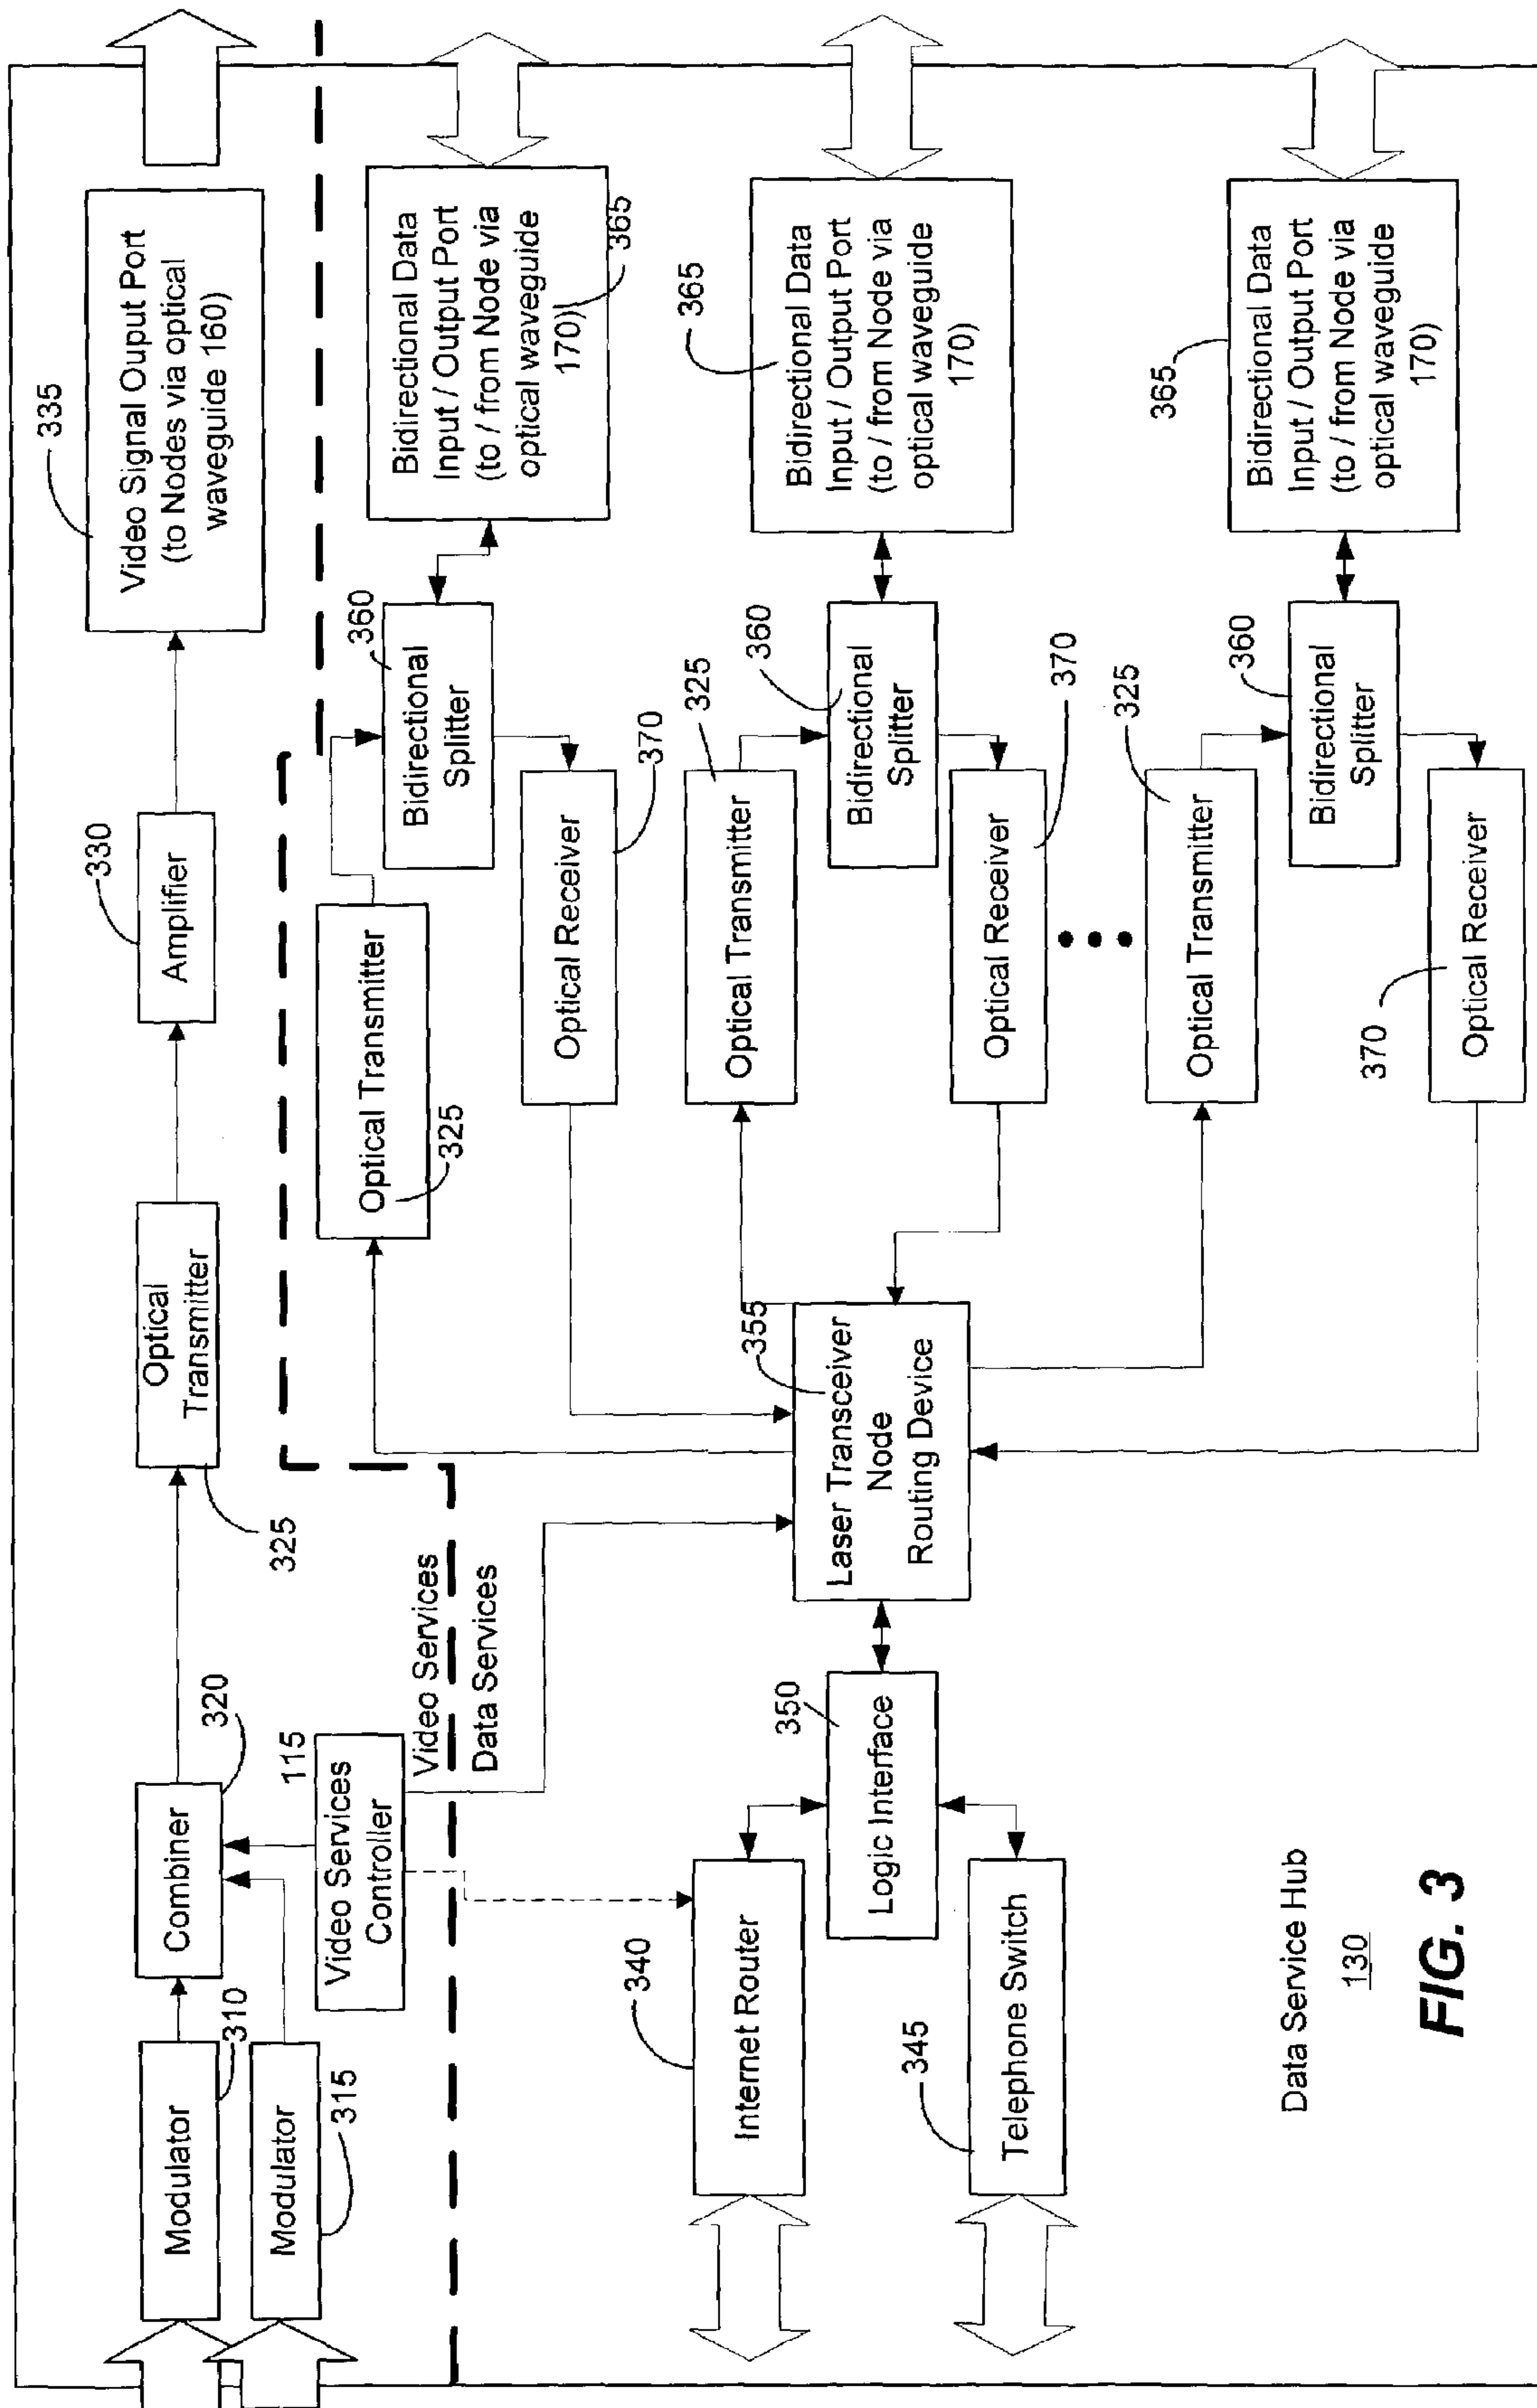 335
Video Signal Ouput Port
(to Nodes via optical
waveguide 160)
330
Amplifier
Optical
Transmitter
325
320
Combiner
Modulator
310
Modulator
315
115
Video Services
Controller
Video Services
Data Services
Optical Transmitter
325
360
Bidirectional
Splitter
Bidirectional Data
Input / Output Port
(to / from Node via
optical waveguide
170)
365
Optical Receiver
370
325
Optical Transmitter
360
Bidirectional
Splitter
365
Bidirectional Data
Input / Output Port
(to / from Node via
optical waveguide
170)
Optical Receiver
370
325
Optical Transmitter
360
Bidirectional
Splitter
365
Bidirectional Data
Input / Output Port
(to / from Node via
optical waveguide
170)
370
Optical Receiver
355
Laser Transceiver
Node
Routing Device
350
Logic Interface
340
Internet Router
345
Telephone Switch
Data Service Hub
130
FIG. 3